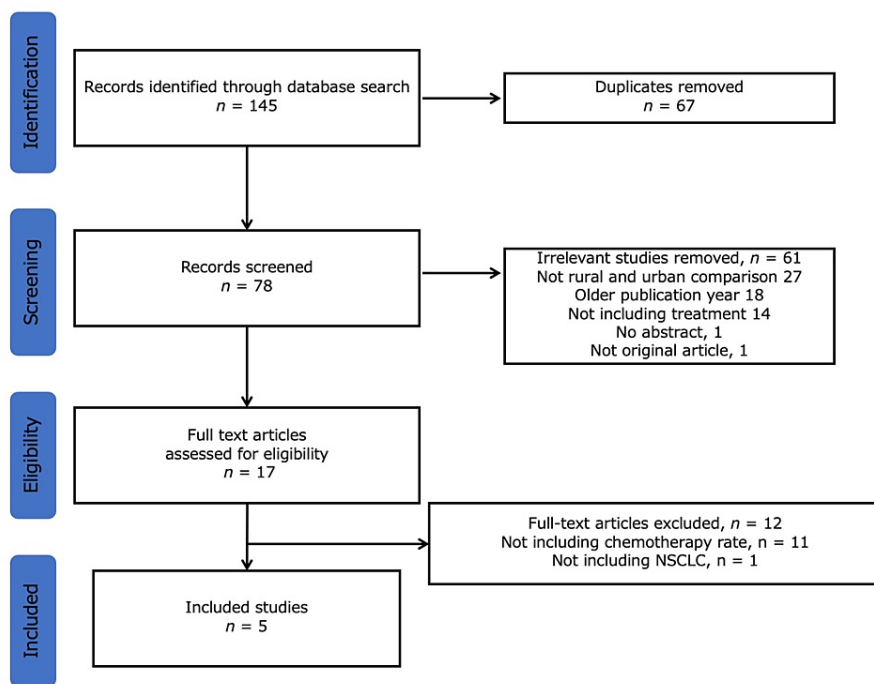 Identification
Records identified through database search
n = 145
Duplicates removed
n = 67
Screening
Records screened
n = 78
Irrelevant studies removed, n = 61
Not rural and urban comparison 27
Older publication year 18
Not including treatment 14
No abstract, 1
Not original article, 1
Eligibility
Full text articles
assessed for eligibility
n = 17
Full-text articles excluded, n = 12
Not including chemotherapy rate, n = 11
Not including NSCLC, n = 1
Included
Included studies
n = 5